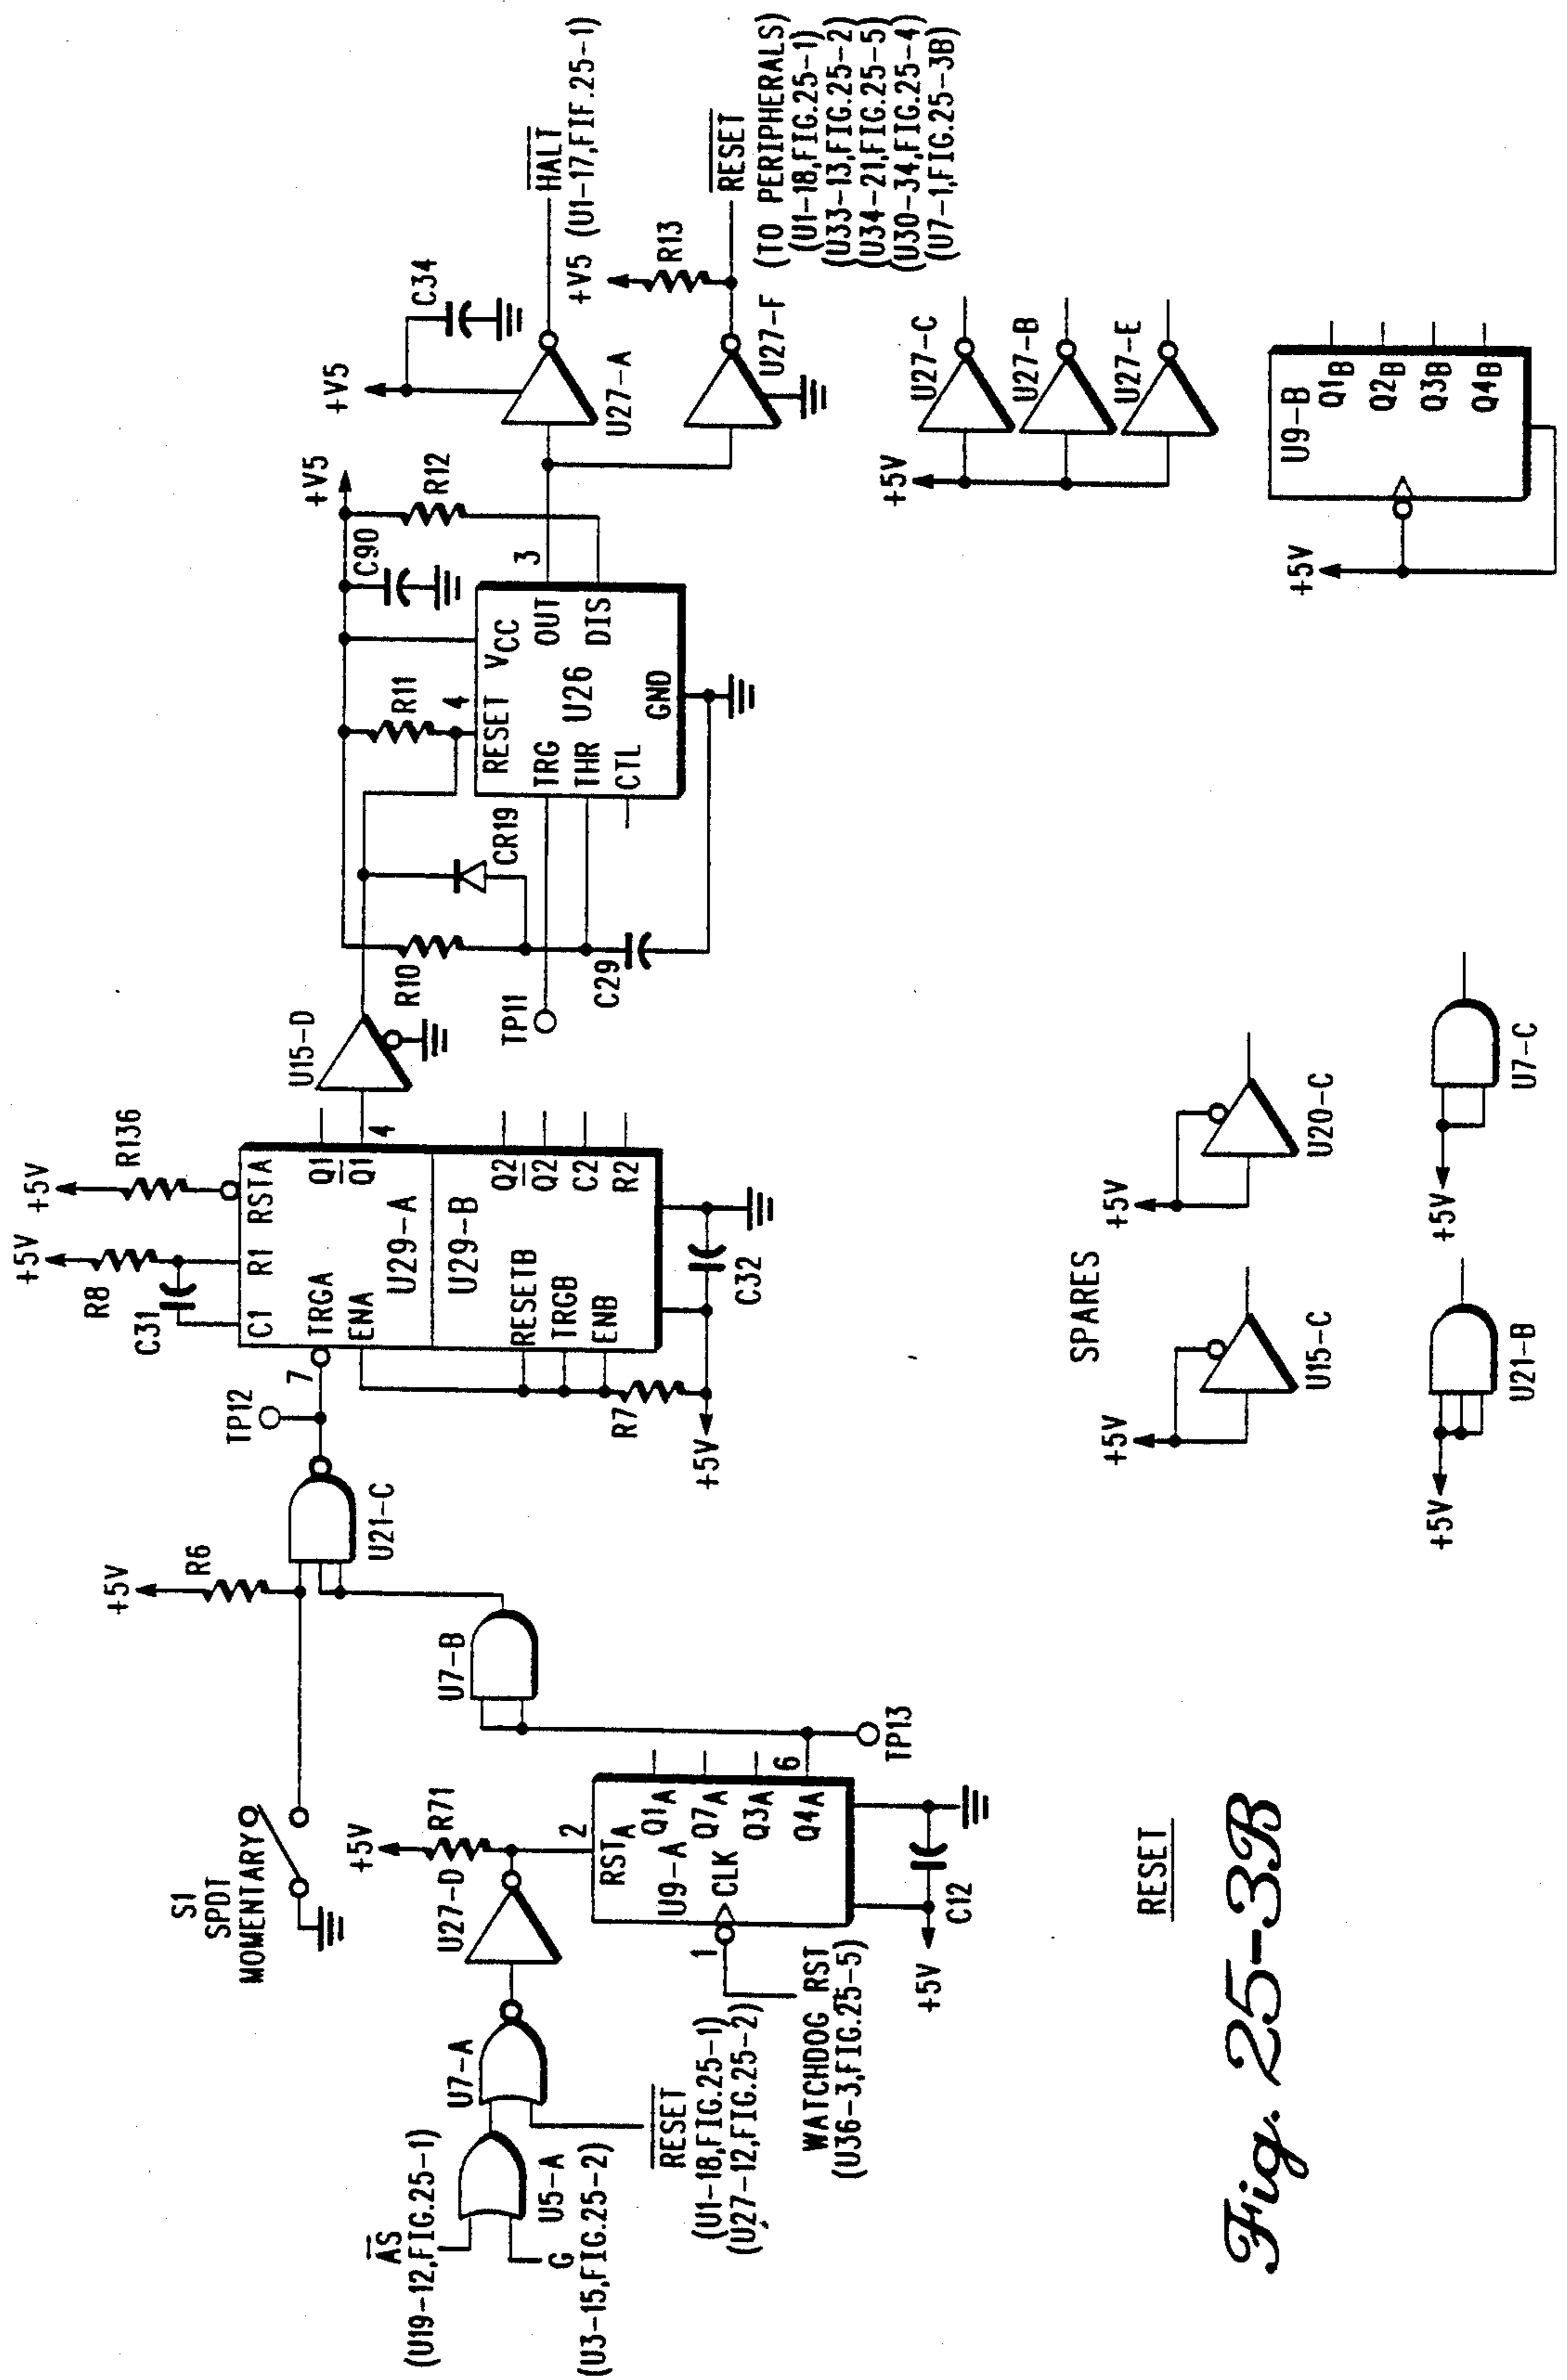 S1
SPDT
MOMENTARY
+5V
R6
U21-C
TP12
7
+5V
R8
C31
+5V
R136
C1
R1
RSTA
TRGA
ENA
Q1
Q1
4
U29-A
U29-B
RESETB
TRGB
ENB
Q2
Q2
C2
R2
R7
+5V
C32
U15-D
R10
TP11
C29
CR19
R11
4
RESET
VCC
TRG
THR
CTL
U26
OUT
DIS
GND
3
C90
+V5
R12
+V5
C34
U27-A
HALT
(U1-17,FIF.25-1)
+V5
R13
U27-F
RESET
(TO PERIPHERALS)
(U1-18,FIG.25-1)
(U33-13,FIG.25-2)
(U34-21,FIG.25-5)
(U30-34,FIG.25-4)
(U7-1,FIG.25-3B)
AS
(U19-12,FIG.25-1)
G
(U3-15,FIG.25-2)
U5-A
U7-A
RESET
(U1-18,FIG.25-1)
(U27-12,FIG.25-2)
U27-D
+5V
R71
2
RSTA
U9-A
CLK
1
WATCHDOG RST
(U36-3,FIG.25-5)
Q1A
Q7A
Q3A
Q4A
6
+5V
C12
TP13
U7-B
+5V
U27-C
U27-B
U27-E
+5V
U9-B
Q1B
Q2B
Q3B
Q4B
SPARES
+5V
U15-C
+5V
U20-C
+5V
U21-B
+5V
U7-C
RESET
Fig. 25-3B